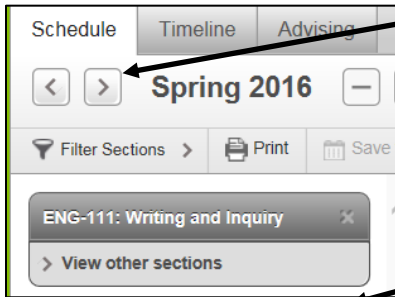 Schedule Timeline Advising
Spring 2016
Filter Sections Print Save
ENG-111: Writing and Inquiry
View other sections